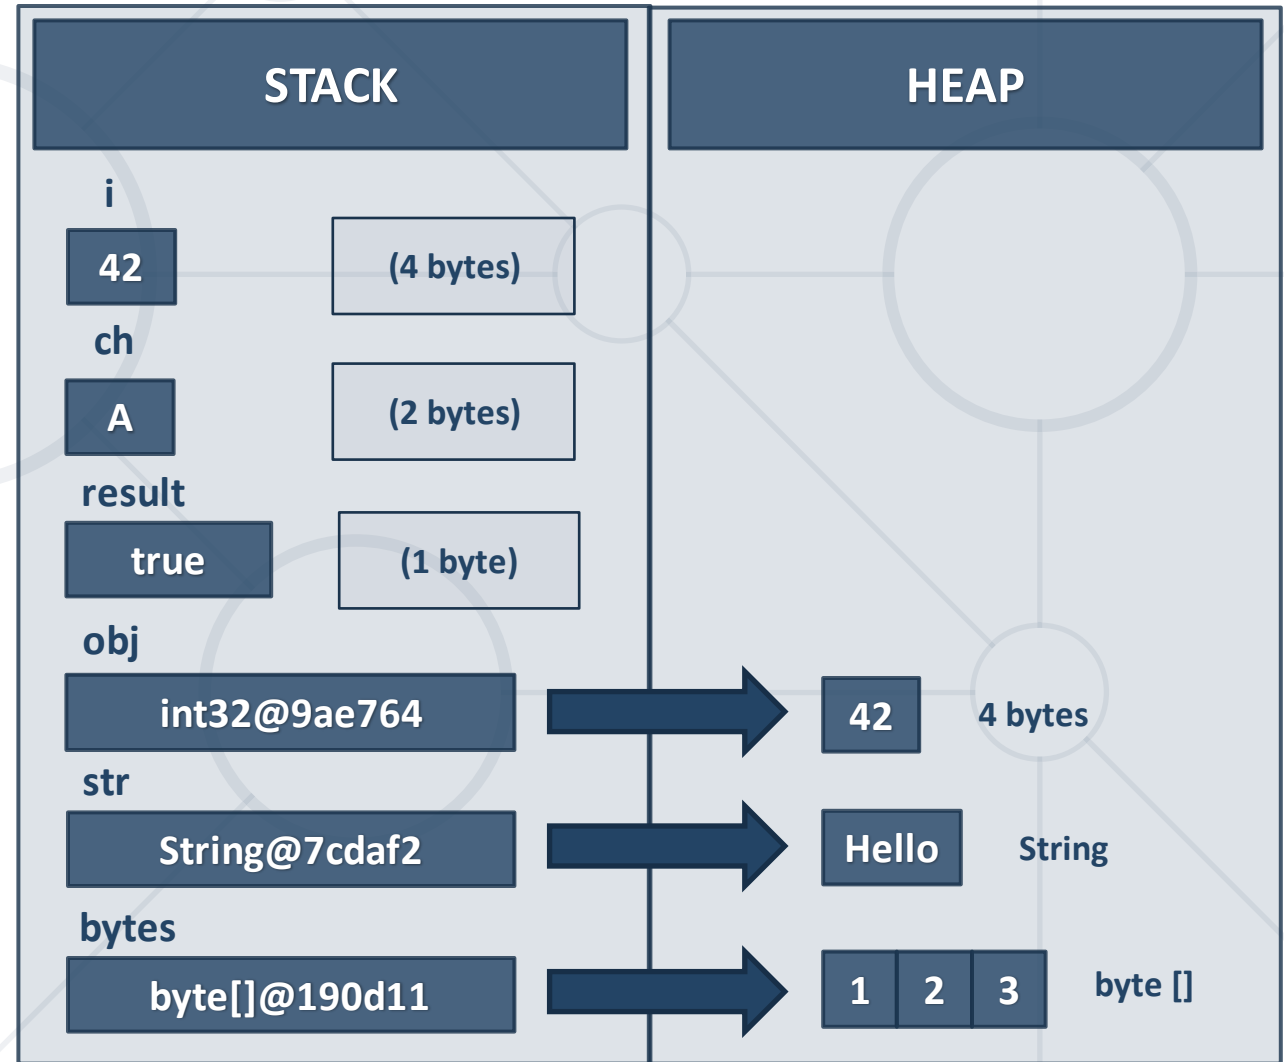 STACK
HEAP
i
42
(4 bytes)
ch
A
(2 bytes)
result
true
(1 byte)
obj
int32@9ae764
42
4 bytes
str
String@7cdaf2
Hello
String
bytes
byte[]@190d11
1 2 3
byte []